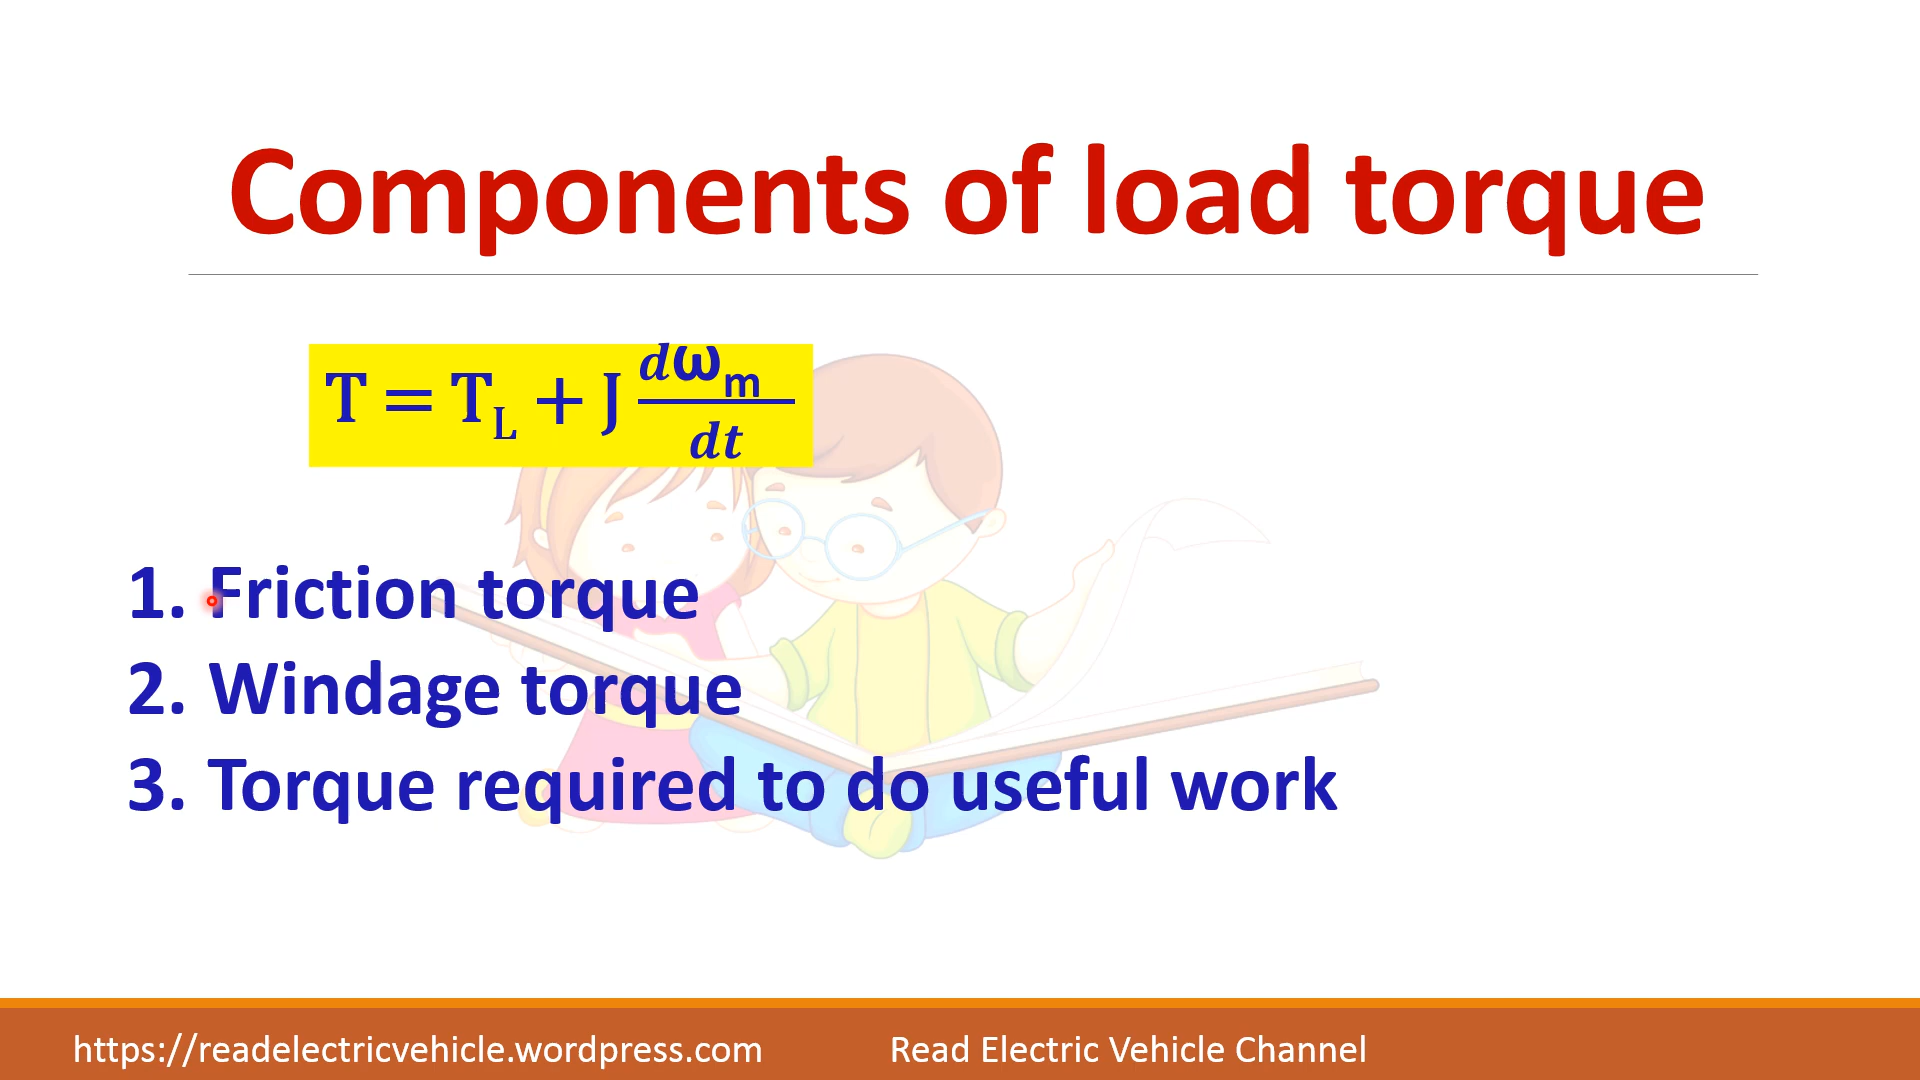 Components of load torque
T = T_L + J dω_m/dt
1. Friction torque
2. Windage torque
3. Torque required to do useful work
https://readelectricvehicle.wordpress.com Read Electric Vehicle Channel